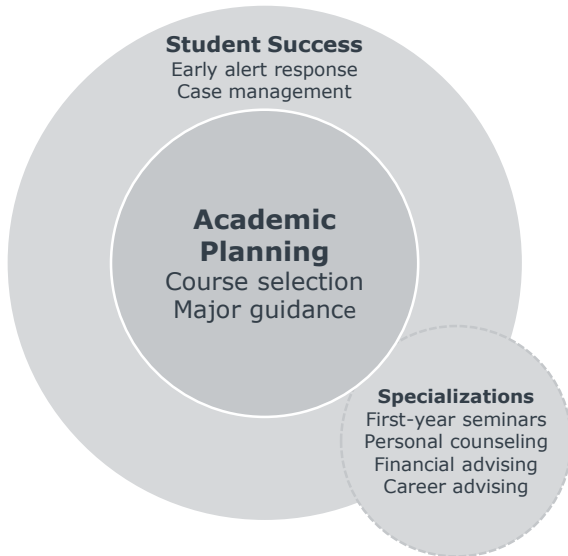 Student Success
Early alert response
Case management
Academic
Planning
Course selection
Major guidance
Specializations
First-year seminars
Personal counseling
Financial advising
Career advising